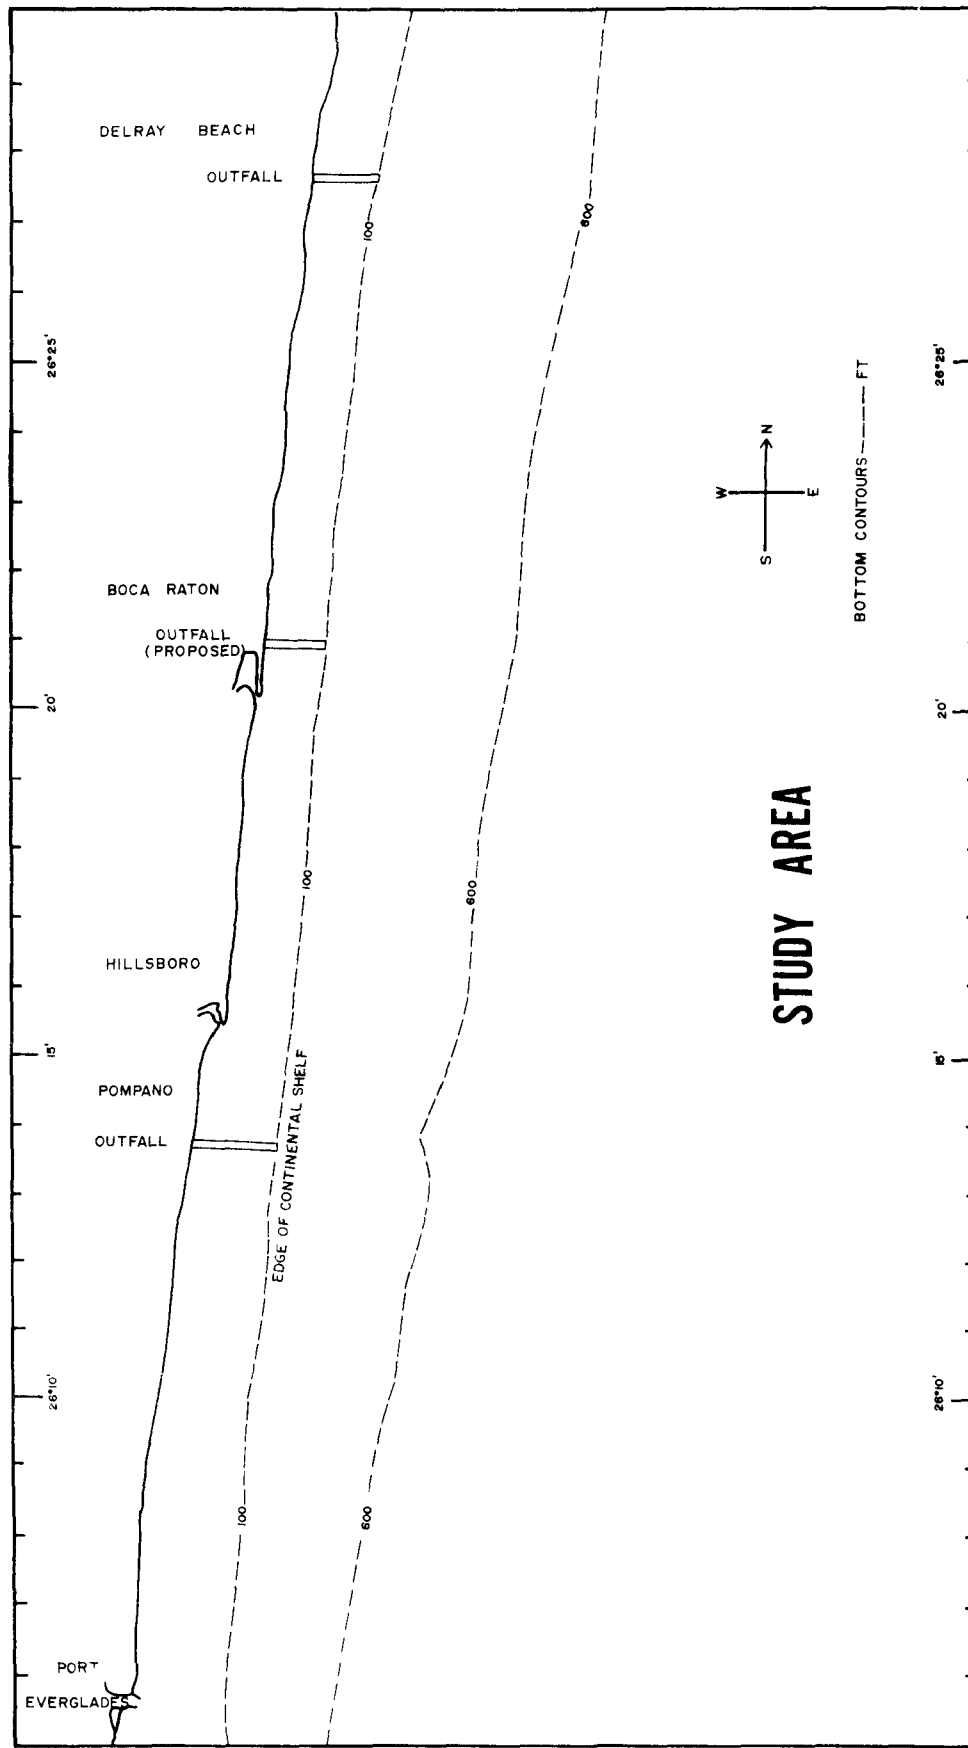 DELRAY BEACH
OUTFALL
100
600
26°25'
26°25'
W
S
N
E
BOTTOM CONTOURS ------ FT
BOCA RATON
OUTFALL
(PROPOSED)
20'
20'
STUDY AREA
100
600
HILLSBORO
15'
15'
POMPANO
OUTFALL
EDGE OF CONTINENTAL SHELF
26°10'
26°10'
100
600
PORT
EVERGLADES